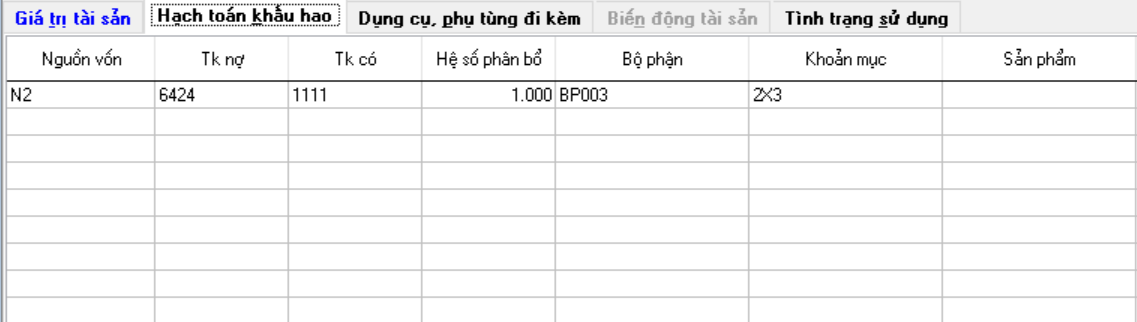 Giá trị tài sản Hạch toán khấu hao Dụng cụ, phụ tùng đi kèm Biến động tài sản Tình trạng sử dụng
Nguồn vốn Tk nợ Tk có Hệ số phân bổ Bộ phận Khoản mục Sản phẩm
N2 6424 1111 1.000 BP003 2X3